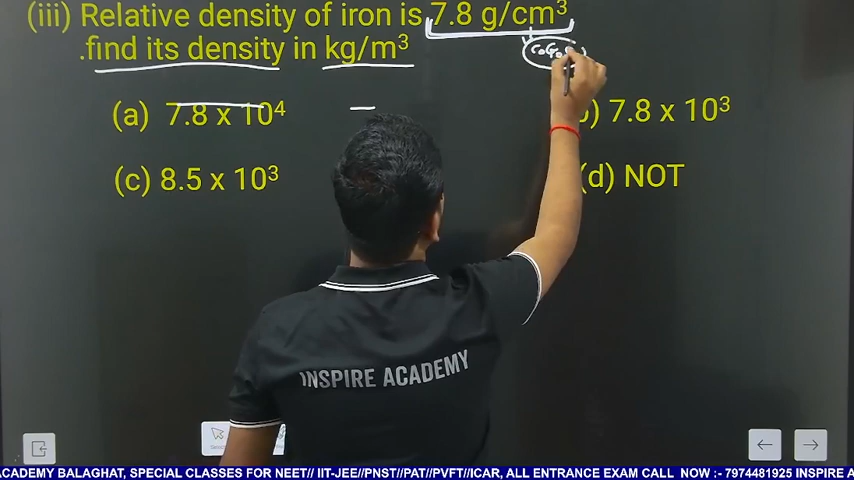 (iii) Relative density of iron is 7.8 g/cm³
.find its density in kg/m³
(a) 7.8 x 10⁴
) 7.8 x 10³
(c) 8.5 x 10³
(d) NOT
INSPIRE ACADEMY
ACADEMY BALAGHAT, SPECIAL CLASSES FOR NEET// IIT-JEE//PNST//PAT//PVFT//ICAR, ALL ENTRANCE EXAM CALL NOW :- 7974481925 INSPIRE A